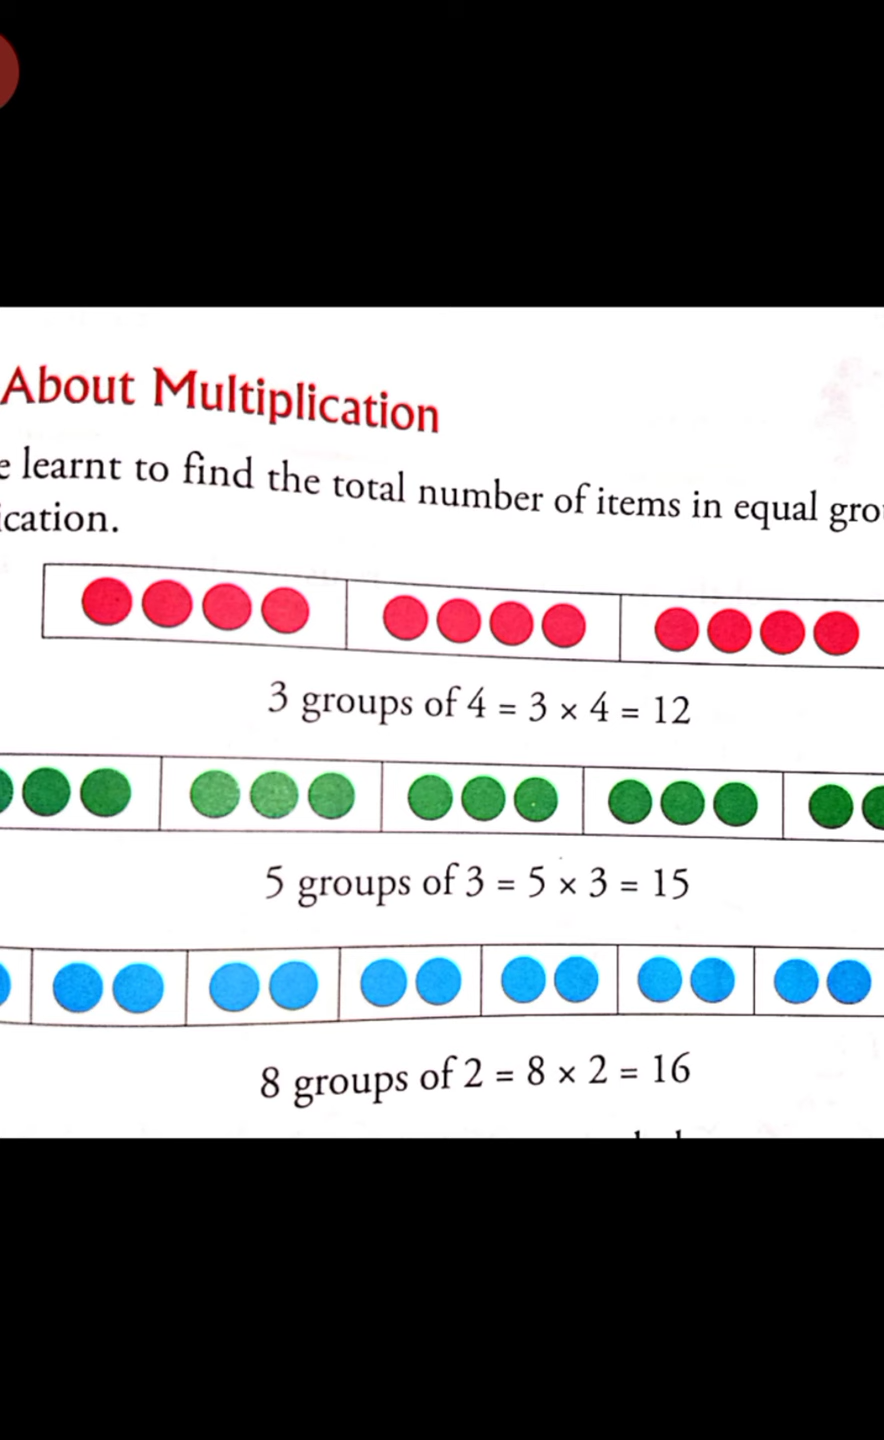 About Multiplication
learnt to find the total number of items in equal
3 groups of 4 = 3 × 4 = 12
5 groups of 3 = 5 × 3 = 15
8 groups of 2 = 8 × 2 = 16